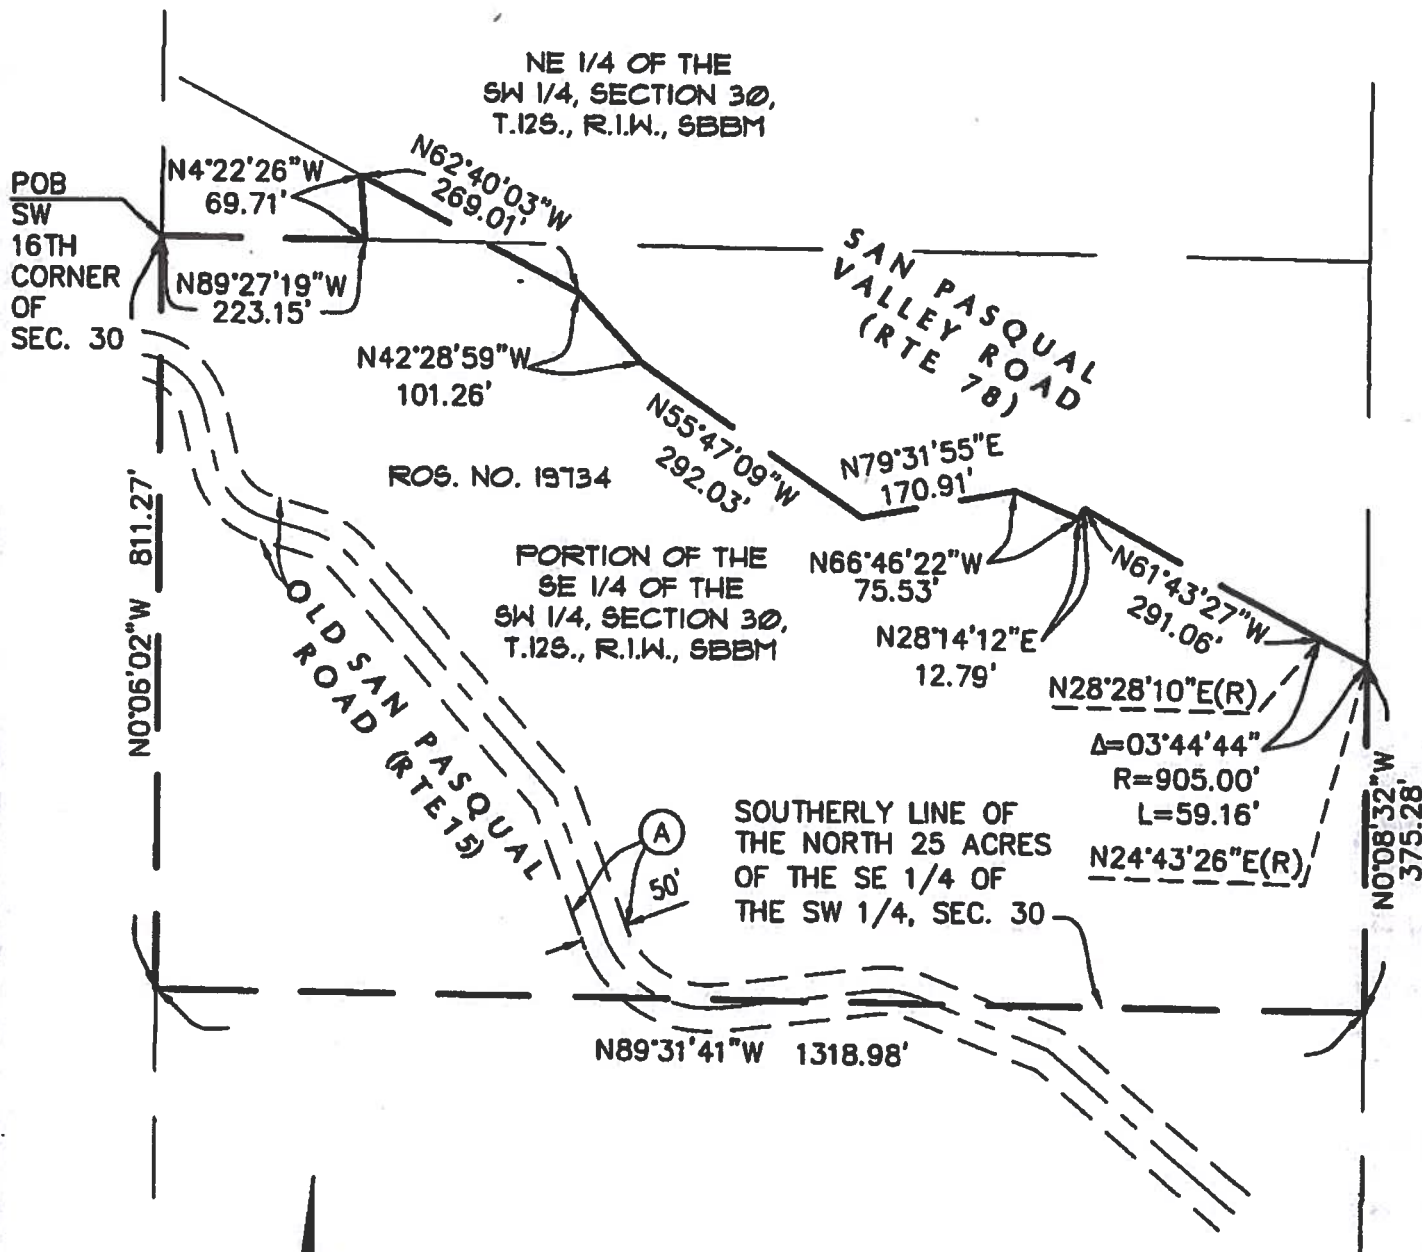 NE 1/4 OF THE
SW 1/4, SECTION 30,
T.12S., R.1.W., SBBM
POB
SW
16TH
CORNER
OF
SEC. 30
N4°22'26"W
69.71'
N62°40'03"W
269.01'
N89°27'19"W
223.15'
SAN PASQUAL
VALLEY ROAD
(RTE 78)
N42°28'59"W
101.26'
N55°47'09"W
292.03'
N79°31'55"E
170.91'
ROS. NO. 19734
PORTION OF THE
SE 1/4 OF THE
SW 1/4, SECTION 30,
T.12S., R.1.W., SBBM
N66°46'22"W
75.53'
N61°43'27"W
291.06'
N28°14'12"E
12.79'
N0°06'02"W 811.27'
OLD SAN PASQUAL
ROAD (RTE 15)
N28°28'10"E(R)
Δ=03°44'44"
R=905.00'
L=59.16'
N24°43'26"E(R)
N0°08'32"W
375.28'
A
50'
SOUTHERLY LINE OF
THE NORTH 25 ACRES
OF THE SE 1/4 OF
THE SW 1/4, SEC. 30
N89°31'41"W 1318.98'